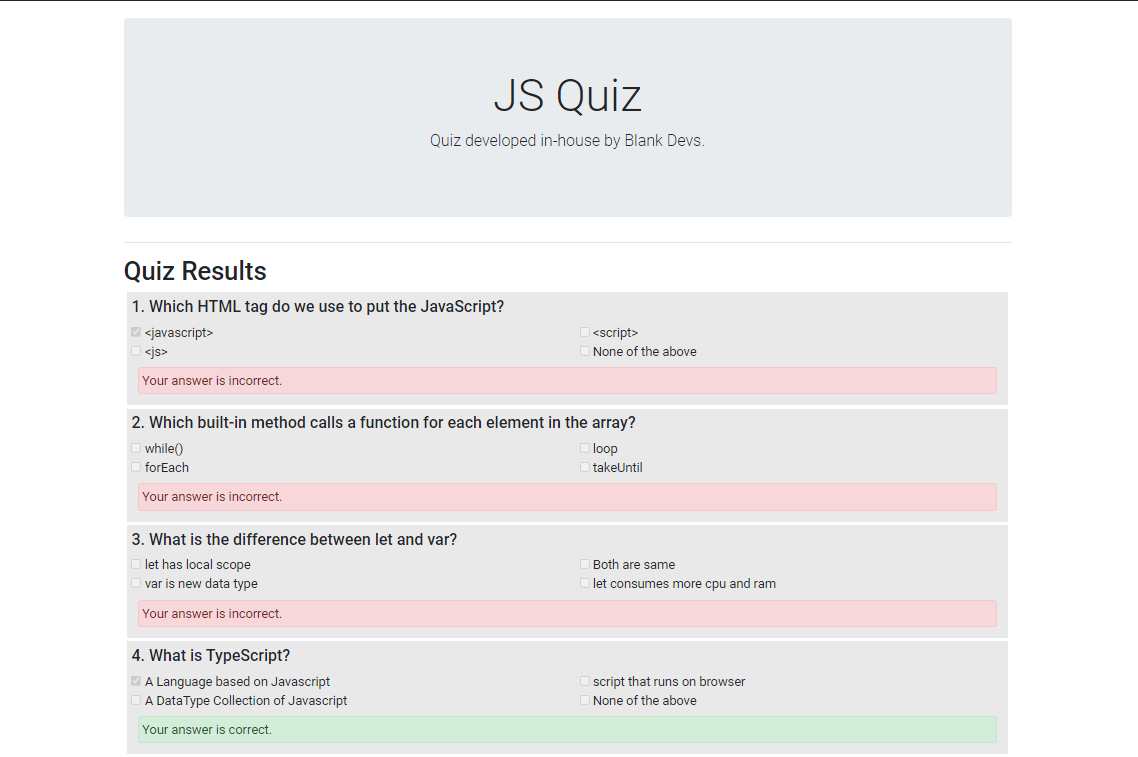 JS Quiz
Quiz developed in-house by Blank Devs.
Quiz Results
1. Which HTML tag do we use to put the JavaScript?
<javascript> <script>
<js> None of the above
Your answer is incorrect.
2. Which built-in method calls a function for each element in the array?
while() loop
forEach takeUntil
Your answer is incorrect.
3. What is the difference between let and var?
let has local scope Both are same
var is new data type let consumes more cpu and ram
Your answer is incorrect.
4. What is TypeScript?
A Language based on Javascript script that runs on browser
A DataType Collection of Javascript None of the above
Your answer is correct.